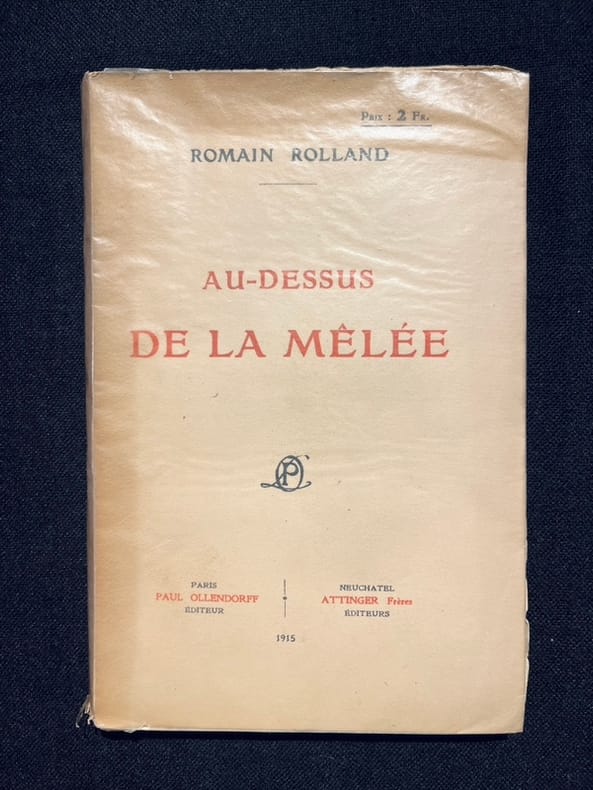 Prix : 2 Fr.
ROMAIN ROLLAND
AU-DESSUS
DE LA MÊLÉE
PARIS
PAUL OLLENDORFF
ÉDITEUR
NEUCHATEL
ATTINGER Frères
ÉDITEURS
1915